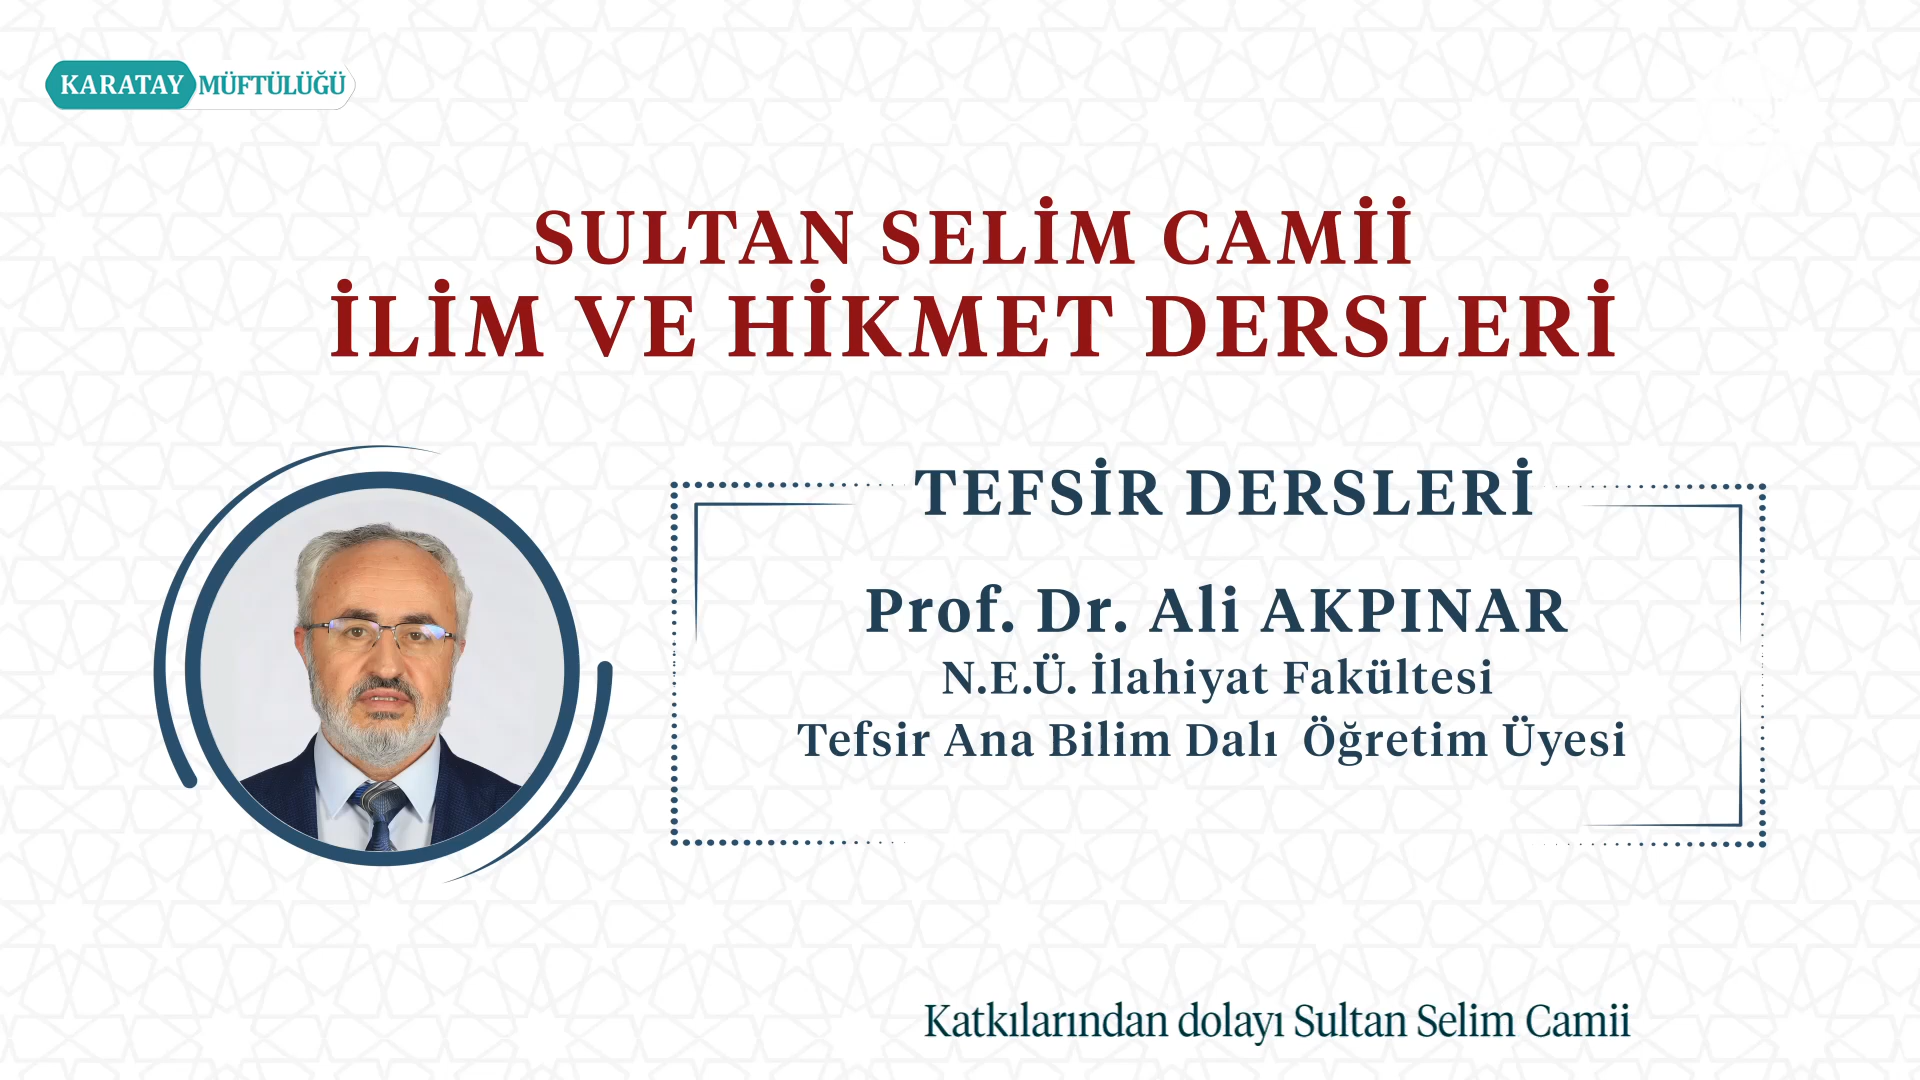 KARATAY MÜFTÜLÜĞÜ
SULTAN SELİM CAMİİ
İLİM VE HİKMET DERSLERİ
TEFSİR DERSLERİ
Prof. Dr. Ali AKPINAR
N.E.Ü. İlahiyat Fakültesi
Tefsir Ana Bilim Dalı  Öğretim Üyesi
Katkılarından dolayı Sultan Selim Camii